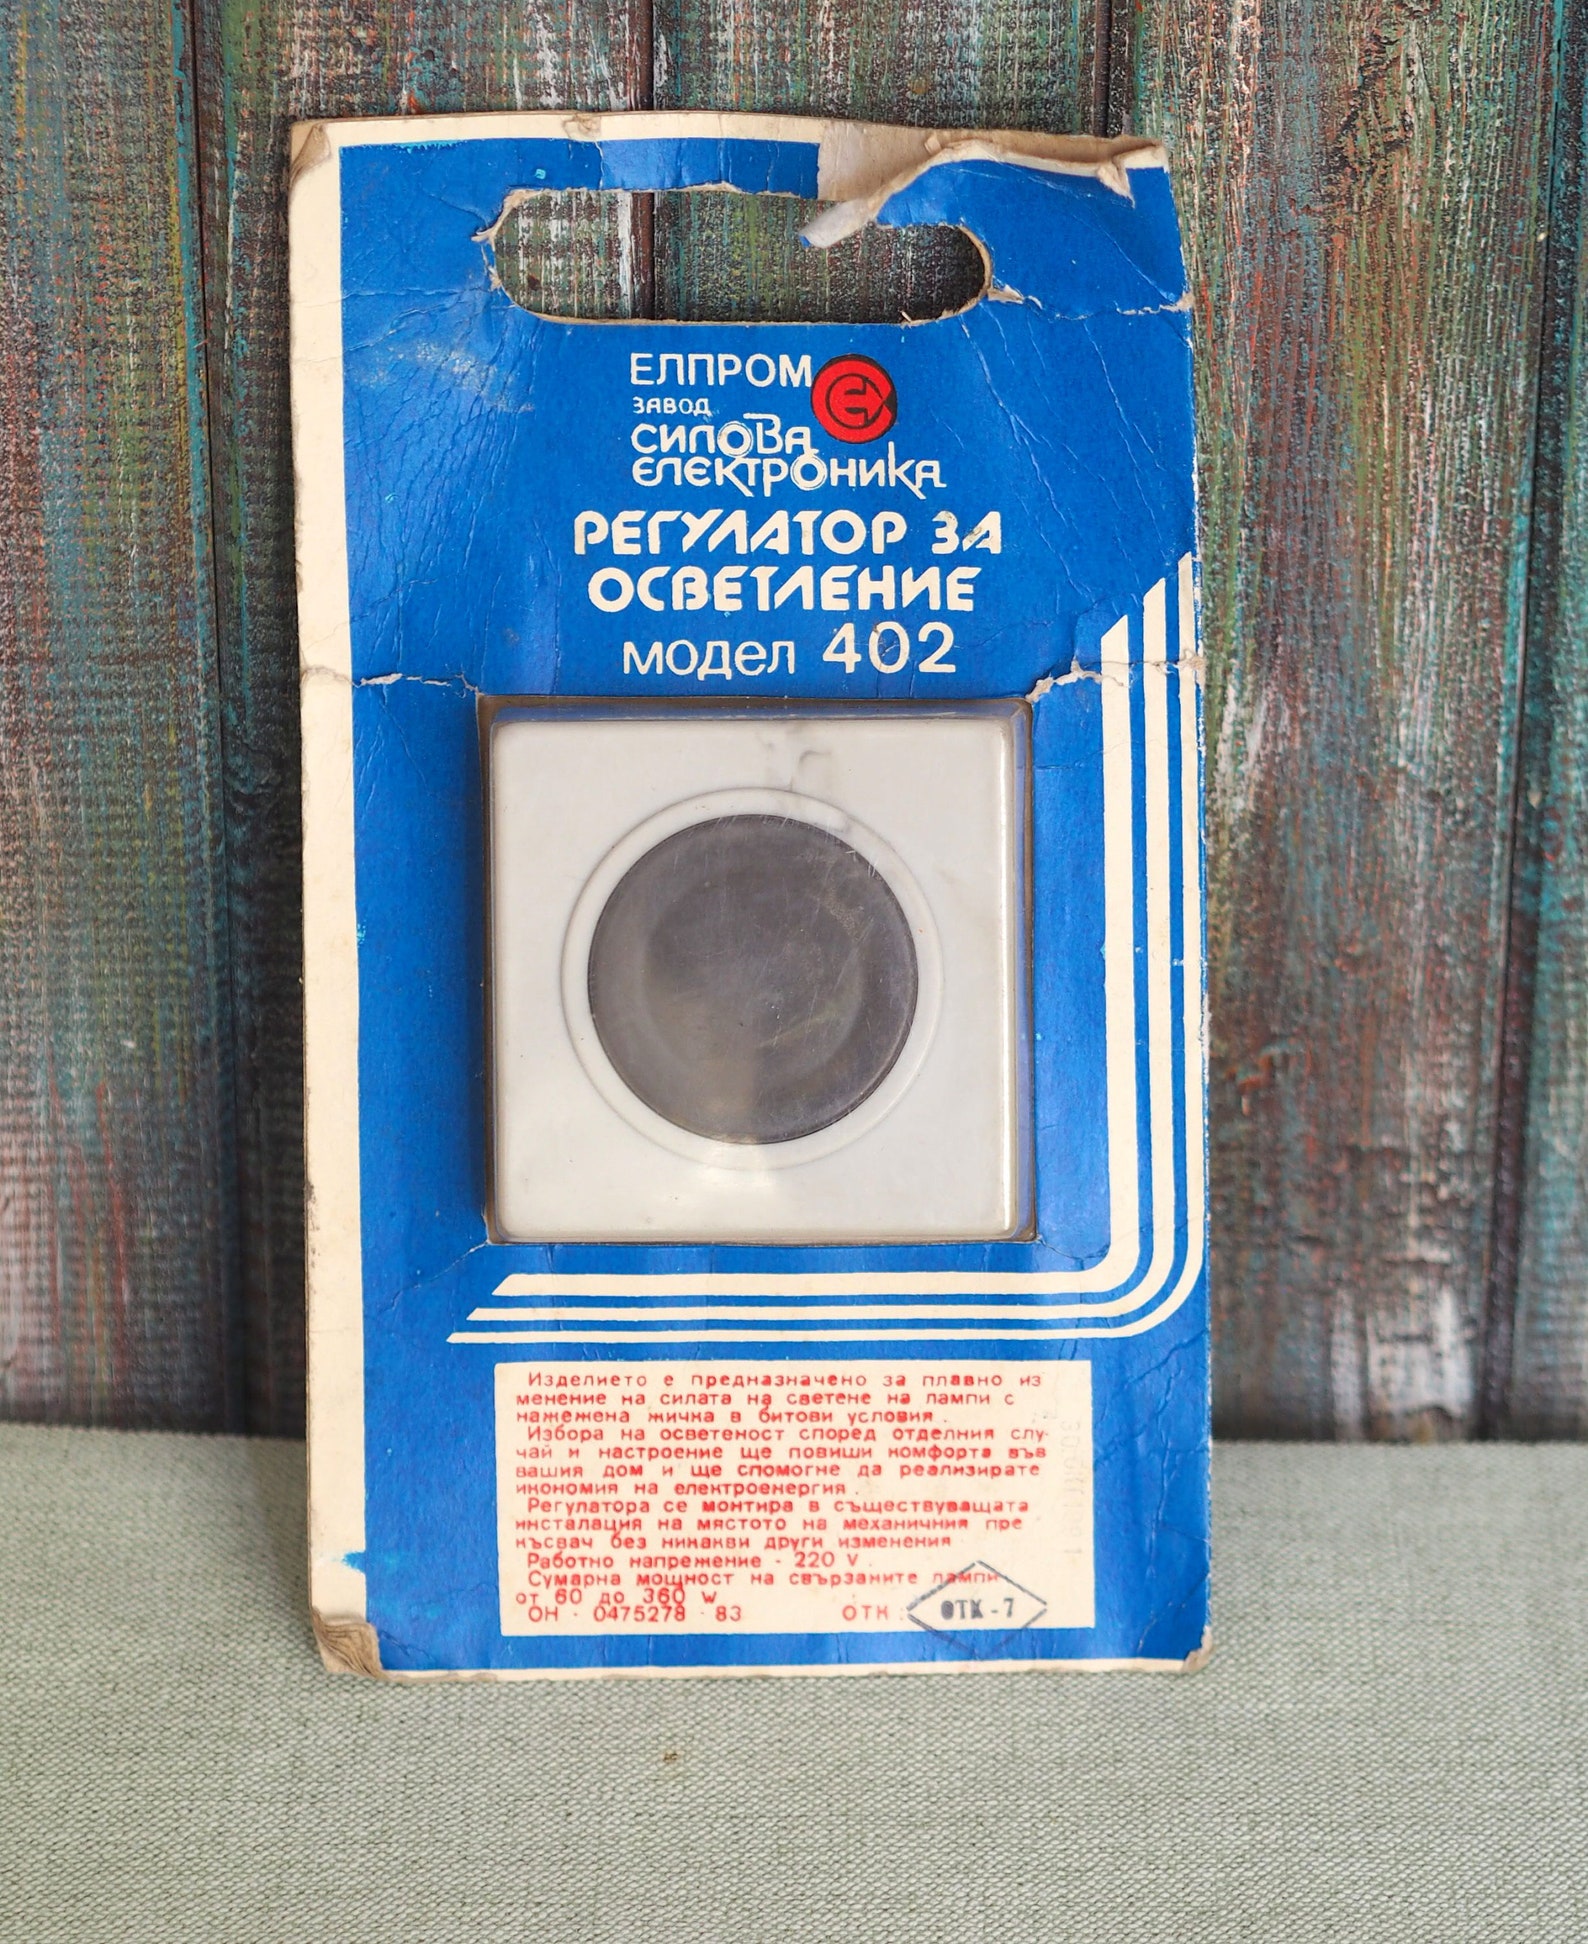 ЕЛПРОМ
ЗАВОД
СИЛОВА
ЕЛЕКТРОНИКА
РЕГУЛАТОР ЗА
ОСВЕТЛЕНИЕ
модел 402
Изделието е предназначено за плавно из
менение на силата на светене на лампи с
нажежена жичка в битови условия.
Избора на осветеност според отделния слу-
чай и настроение ще повиши комфорта във
вашия дом и ще спомогне да реализирате
икономия на електроенергия.
Регулатора се монтира в съществуващата
инсталация на мястото на механичния пре
късвач без никакви други изменения
Работно напрежение - 220 V.
Сумарна мощност на свързаните лампи
от 60 до 360 w
ОН · 0475278 · 83 ОТК: ОТК-7